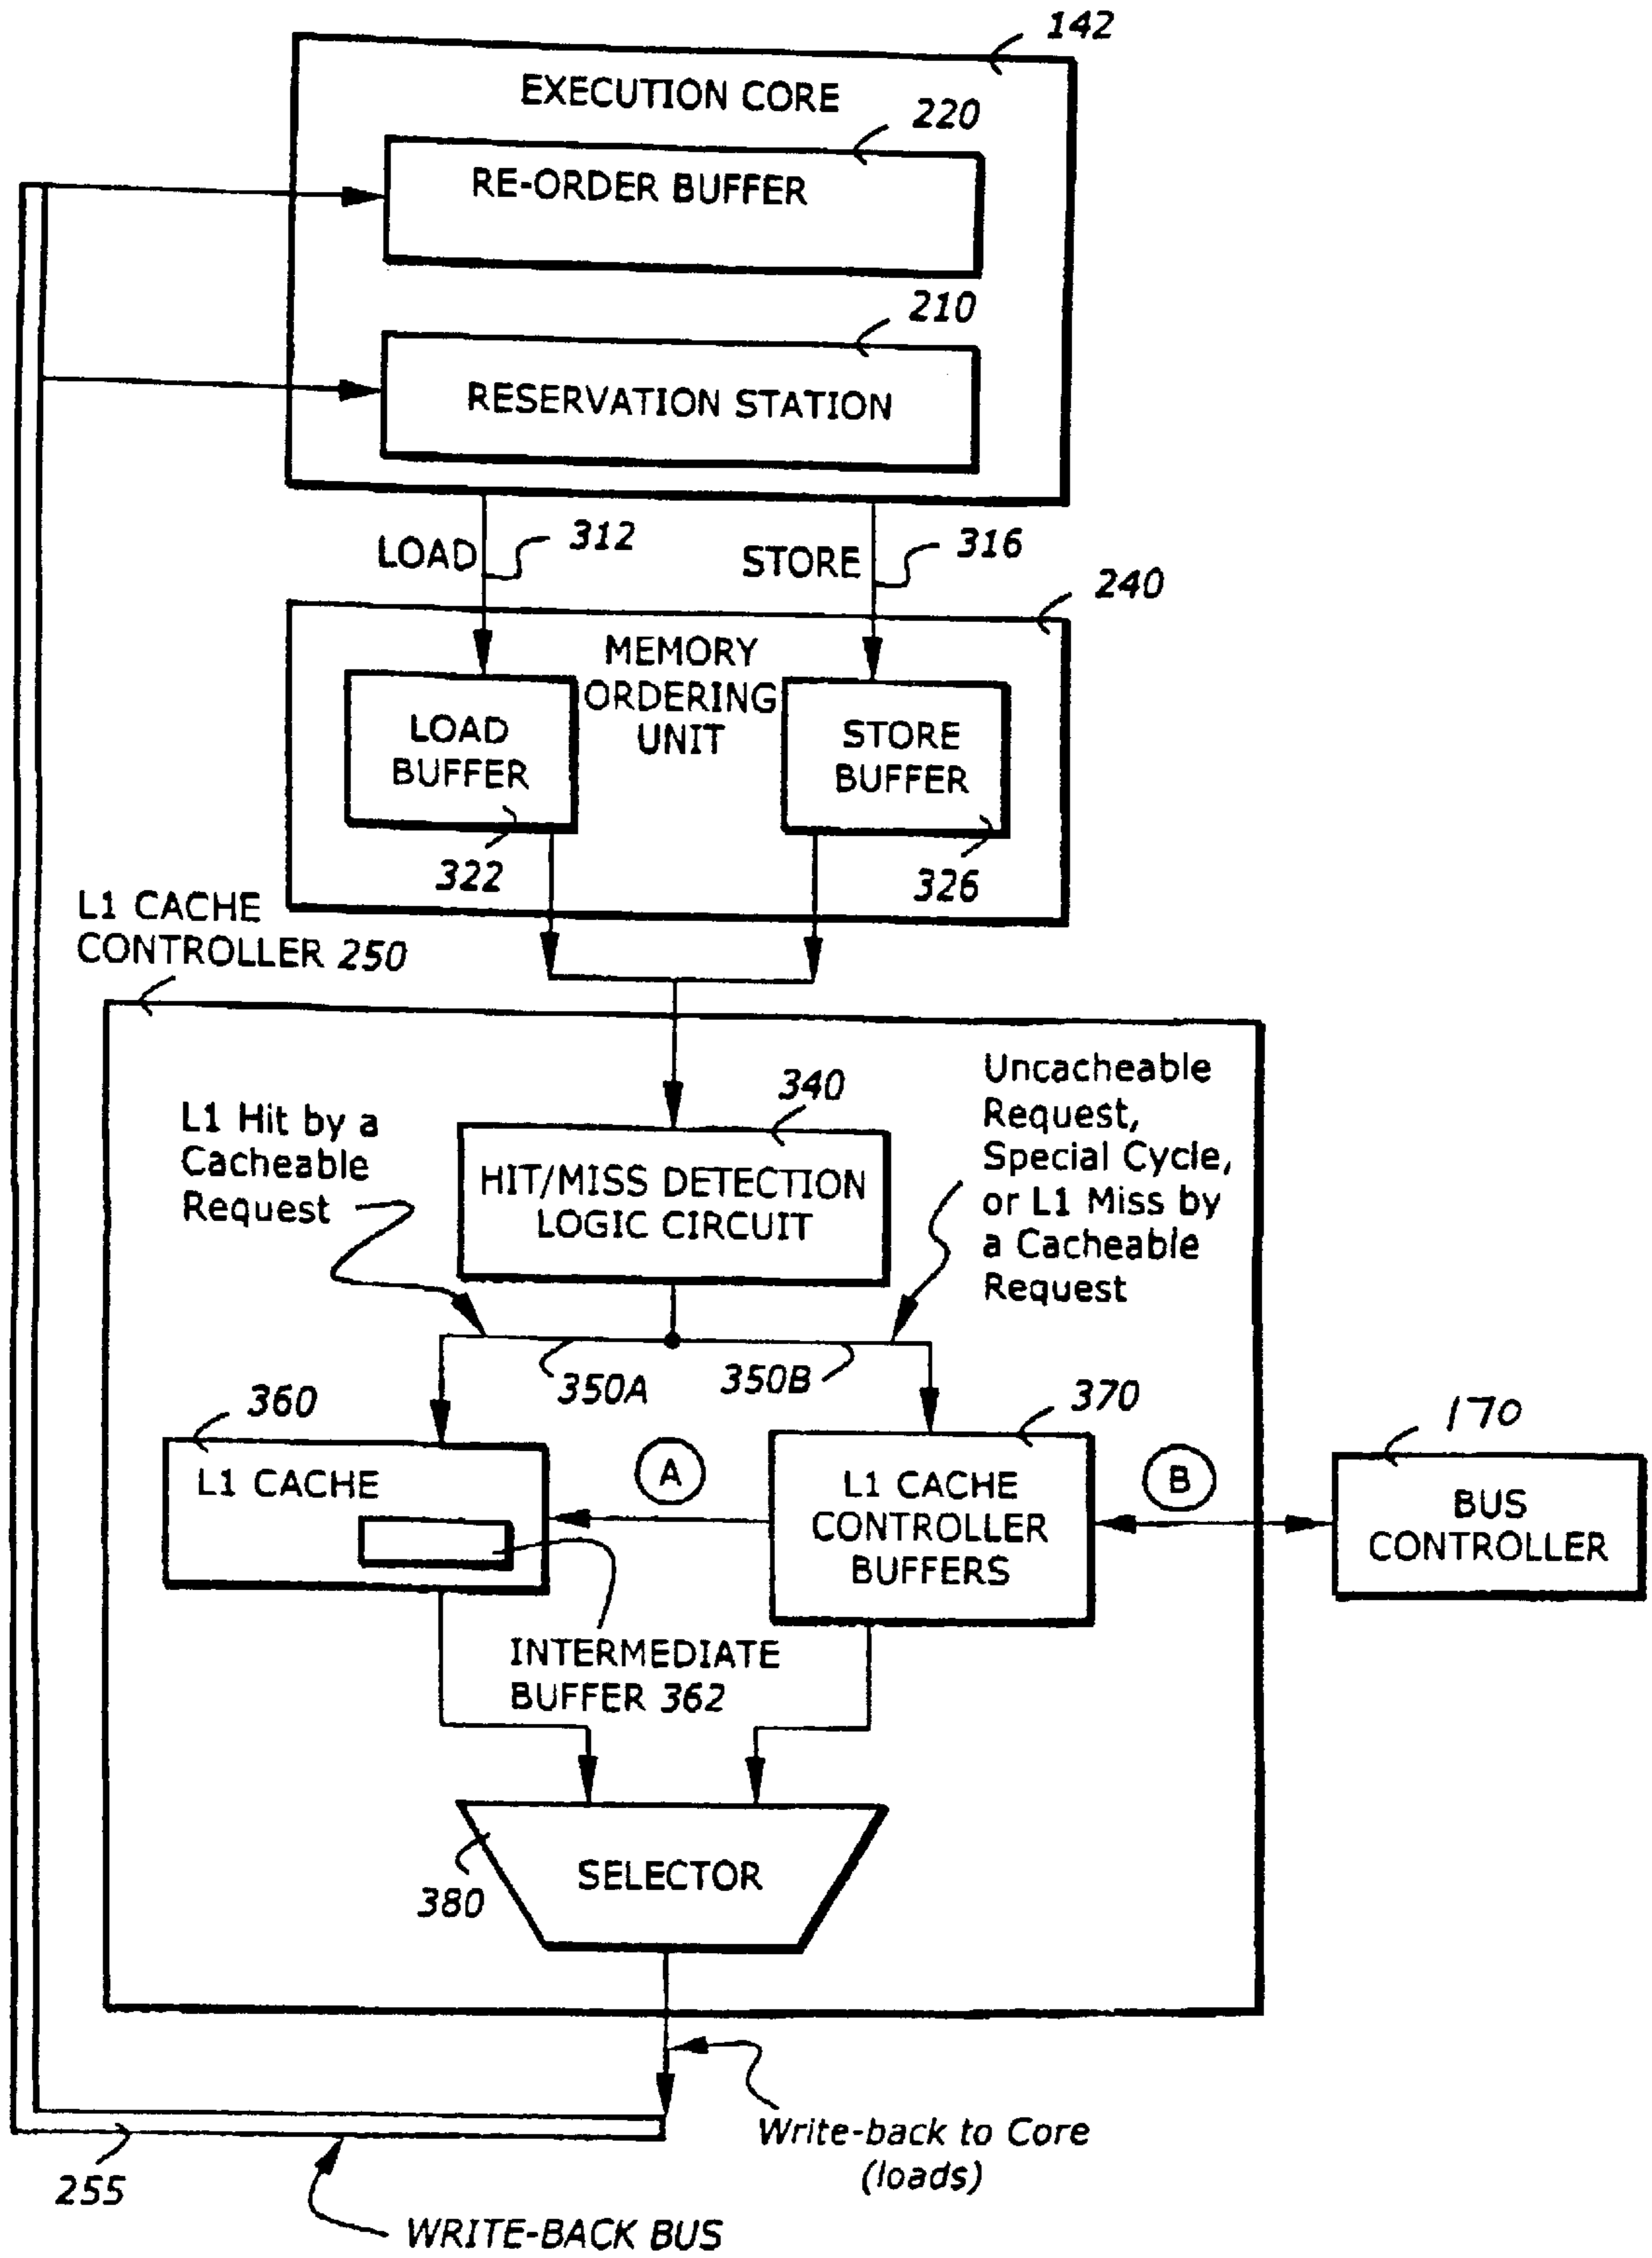 142
EXECUTION CORE
220
RE-ORDER BUFFER
210
RESERVATION STATION
LOAD
312
STORE
316
240
MEMORY
ORDERING
UNIT
LOAD
BUFFER
STORE
BUFFER
322
326
L1 CACHE
CONTROLLER 250
340
L1 Hit by a
Cacheable
Request
HIT/MISS DETECTION
LOGIC CIRCUIT
Uncacheable
Request,
Special Cycle,
or L1 Miss by
a Cacheable
Request
350A
350B
360
370
170
L1 CACHE
A
L1 CACHE
CONTROLLER
BUFFERS
B
BUS
CONTROLLER
INTERMEDIATE
BUFFER 362
SELECTOR
380
Write-back to Core
(loads)
255
WRITE-BACK BUS